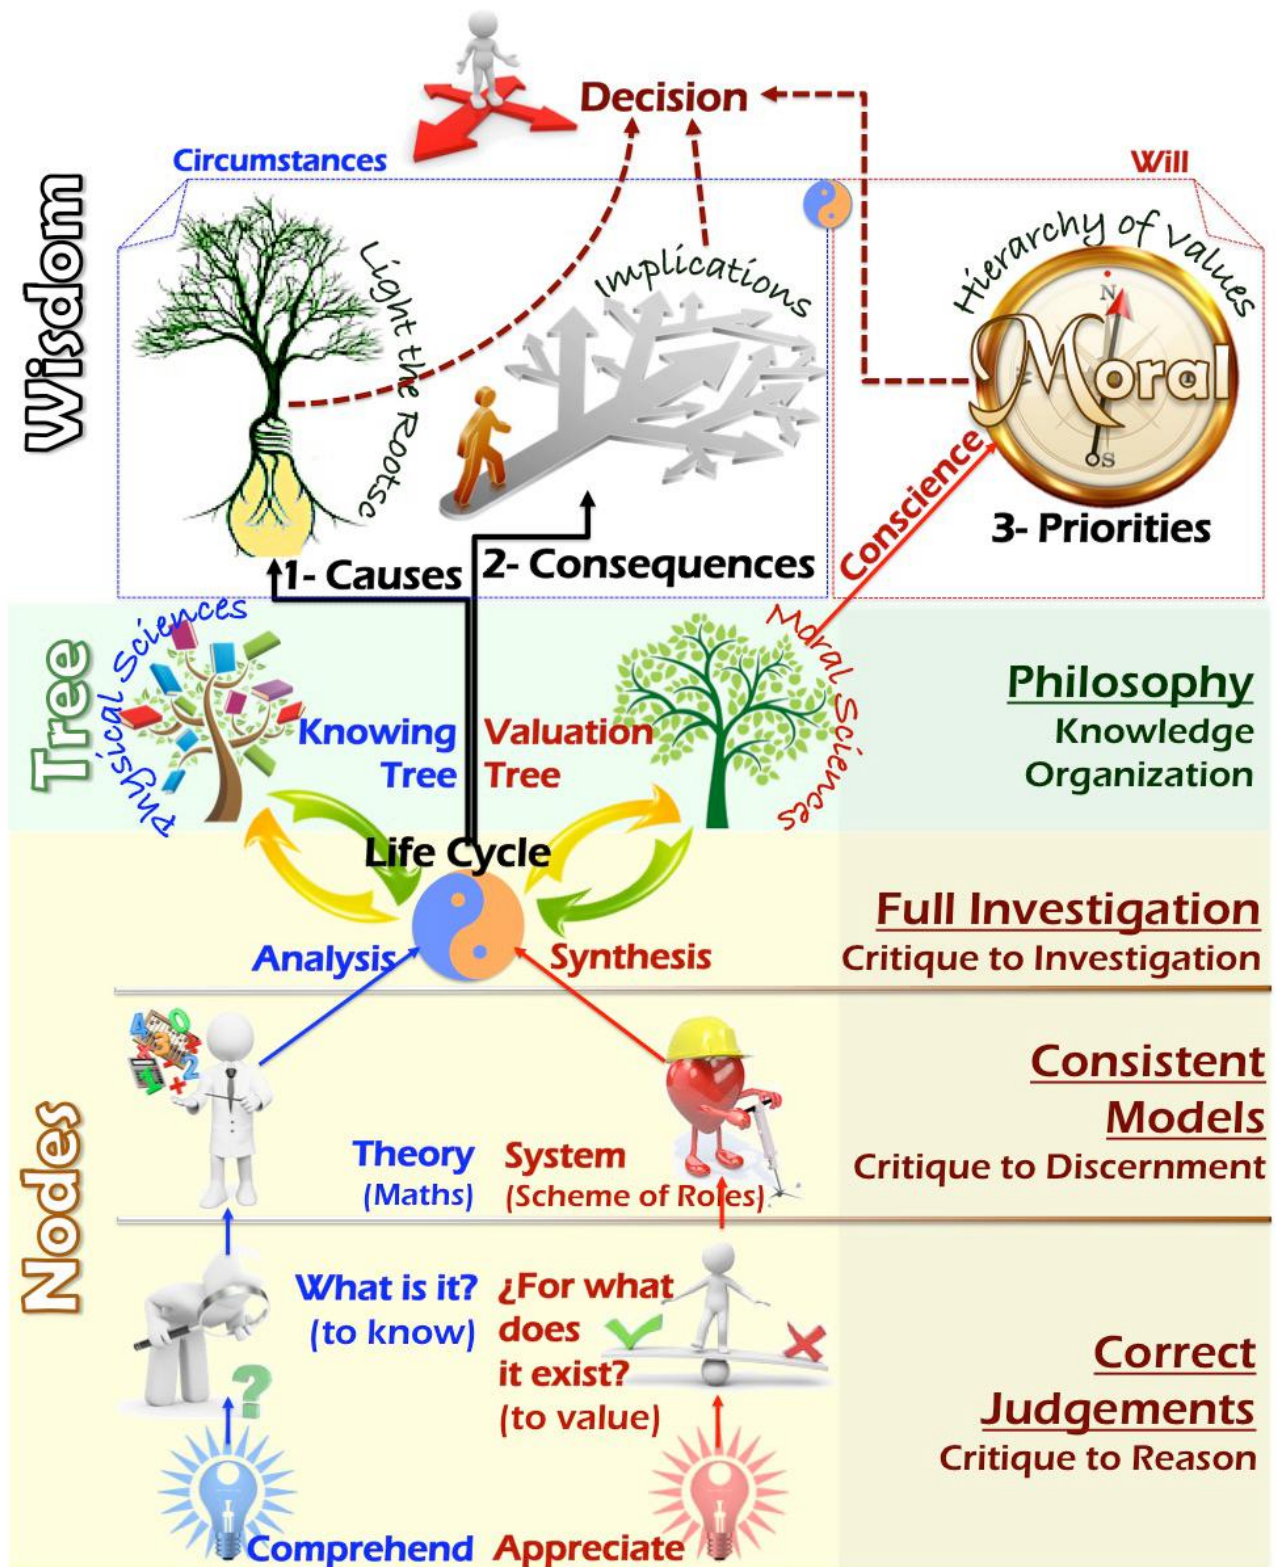 Decision
Circumstances
Will
Wisdom
Light the Rootsc
Implications
Hierarchy of values
N
Moral
S
Conscience
3- Priorities
1- Causes
2- Consequences
Tree
Physical Sciences
Knowing
Tree
Valuation
Tree
Moral Sciences
Philosophy
Knowledge
Organization
Life Cycle
Analysis
Synthesis
Full Investigation
Critique to Investigation
Nodes
Theory
(Maths)
System
(Scheme of Roles)
Consistent
Models
Critique to Discernment
What is it?
(to know)
¿For what
does
it exist?
(to value)
Correct
Judgements
Critique to Reason
Comprehend
Appreciate